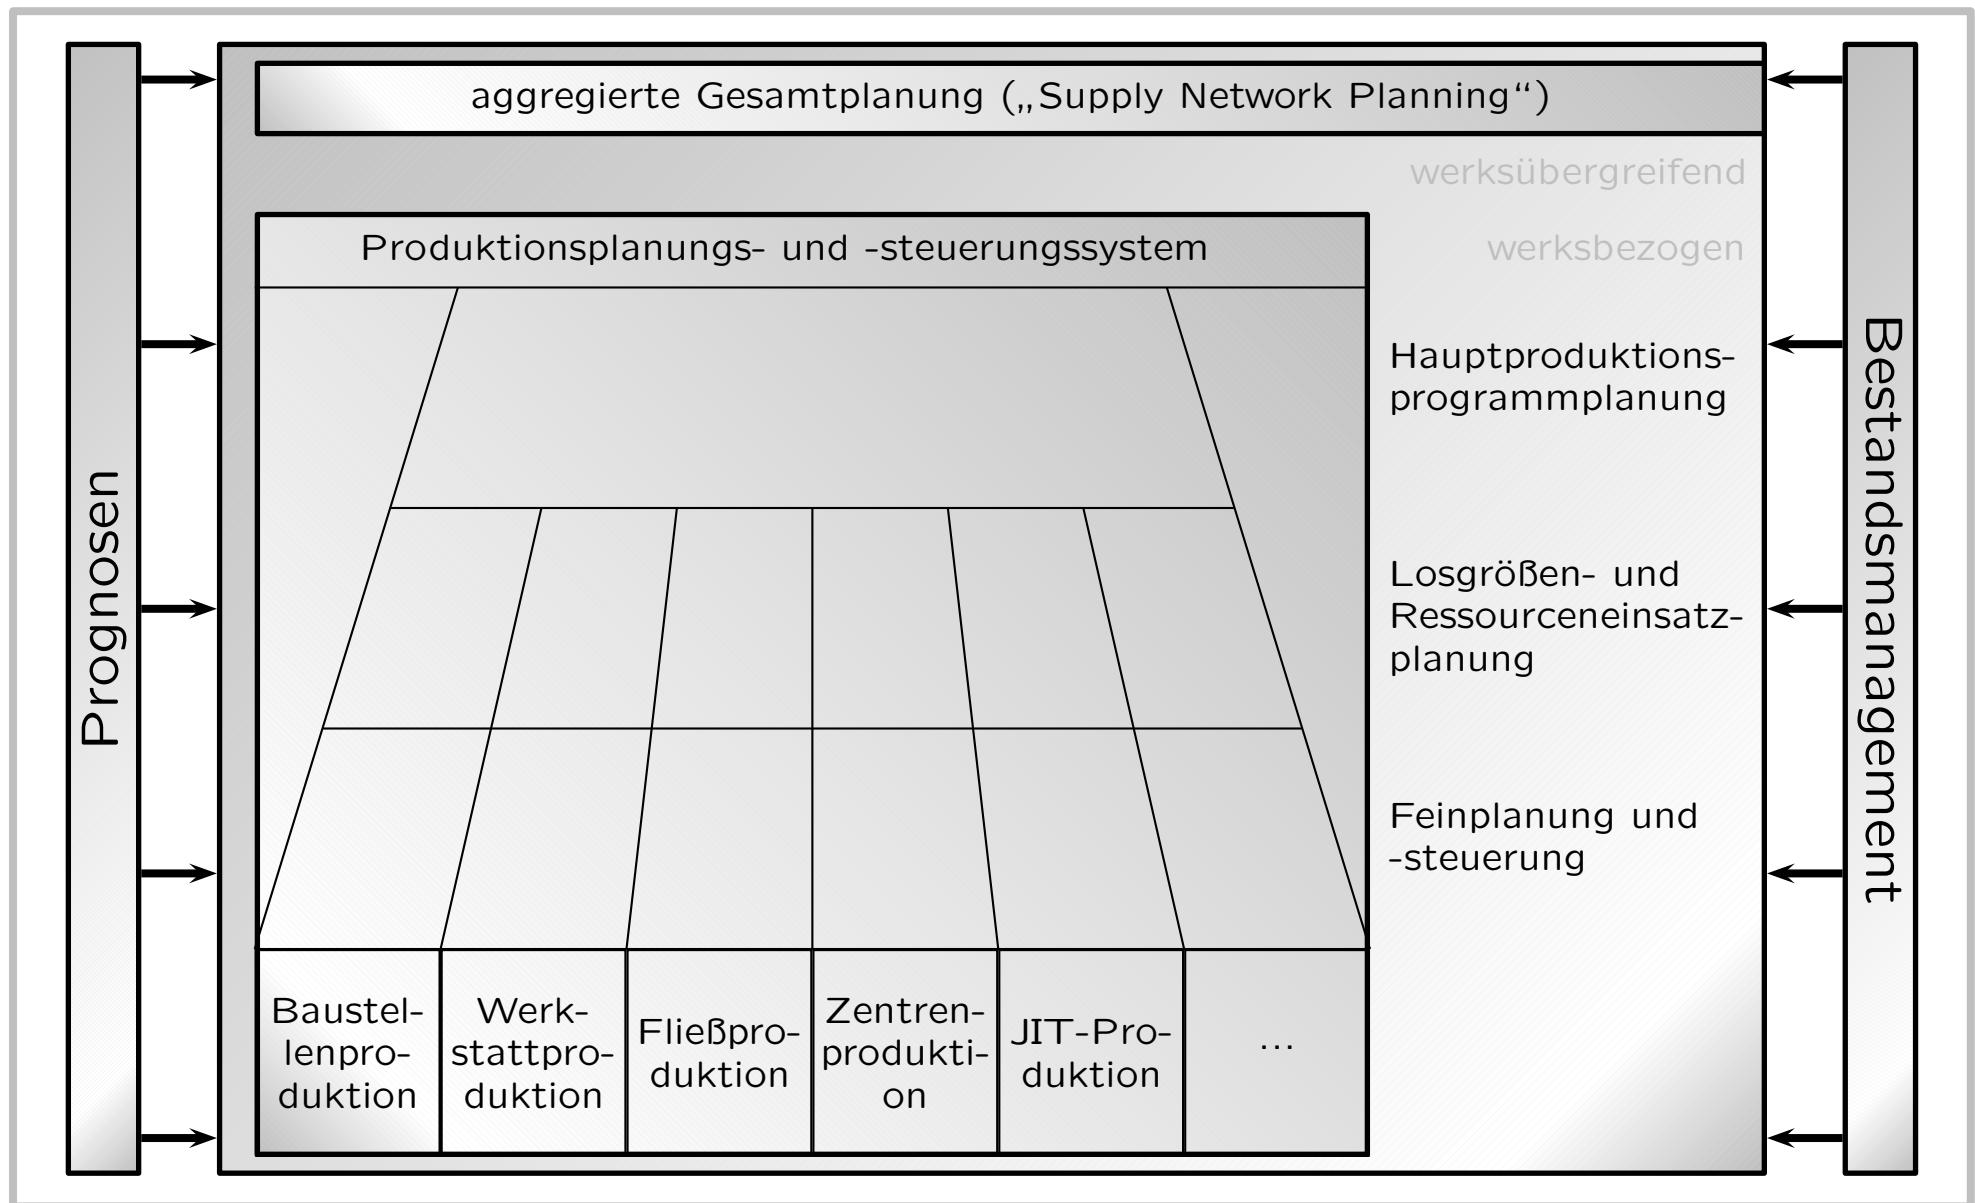 aggregierte Gesamtplanung („Supply Network Planning“)
werksübergreifend
Produktionsplanungs- und -steuerungssystem
werksbezogen
Prognosen
Hauptproduktions-
programmplanung
Losgrößen- und
Ressourceneinsatz-
planung
Feinplanung und
-steuerung
Bestandsmanagement
Baustel-
lenpro-
duktion
Werk-
stattpro-
duktion
Fließpro-
duktion
Zentren-
produkti-
on
JIT-Pro-
duktion
...